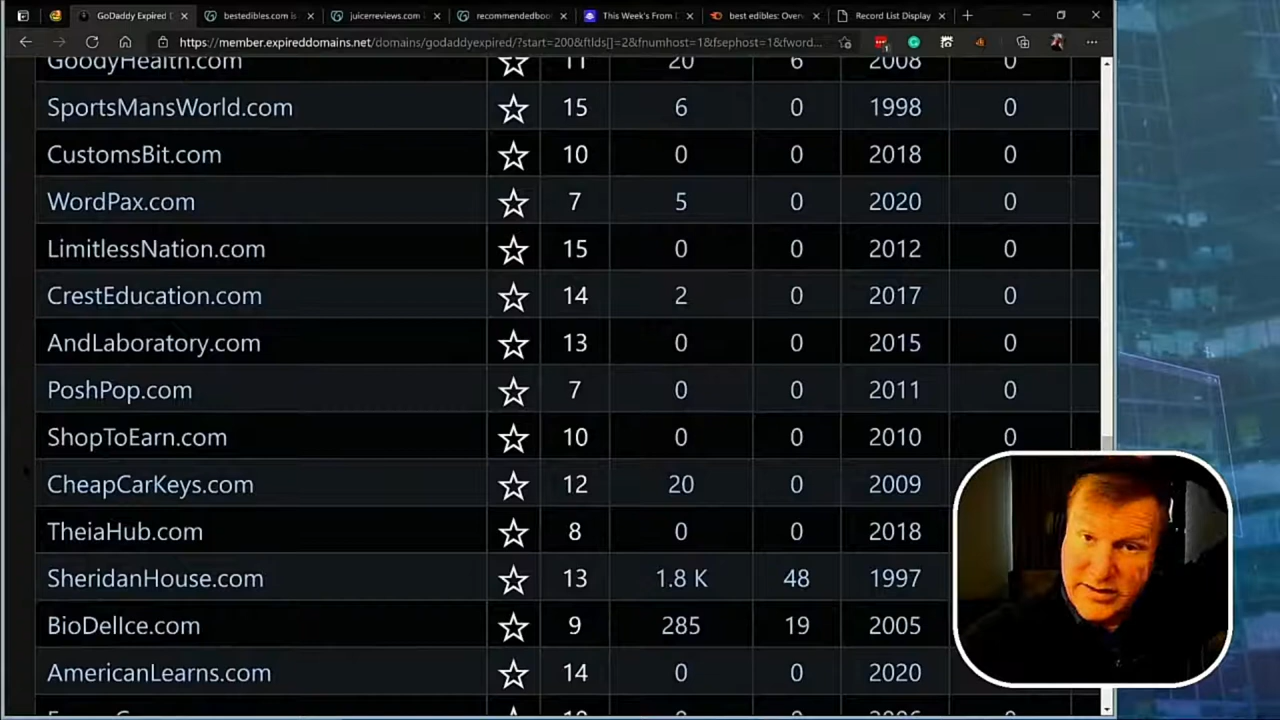 GoDaddy Expired D
bestedibles.com is
juicerreviews.com
recommendedboo
This Week's From D
best edibles: Over
Record List Display
https://member.expireddomains.net/domains/godaddyexpired/?start=200&ftlds[]=2&fnumhost=1&fsephost=1&fword...
1
GoodyHealth.com 11 20 6 2008 0
SportsMansWorld.com 15 6 0 1998 0
CustomsBit.com 10 0 0 2018 0
WordPax.com 7 5 0 2020 0
LimitlessNation.com 15 0 0 2012 0
CrestEducation.com 14 2 0 2017 0
AndLaboratory.com 13 0 0 2015 0
PoshPop.com 7 0 0 2011 0
ShopToEarn.com 10 0 0 2010 0
CheapCarKeys.com 12 20 0 2009
TheiaHub.com 8 0 0 2018
SheridanHouse.com 13 1.8 K 48 1997
BioDelIce.com 9 285 19 2005
AmericanLearns.com 14 0 0 2020